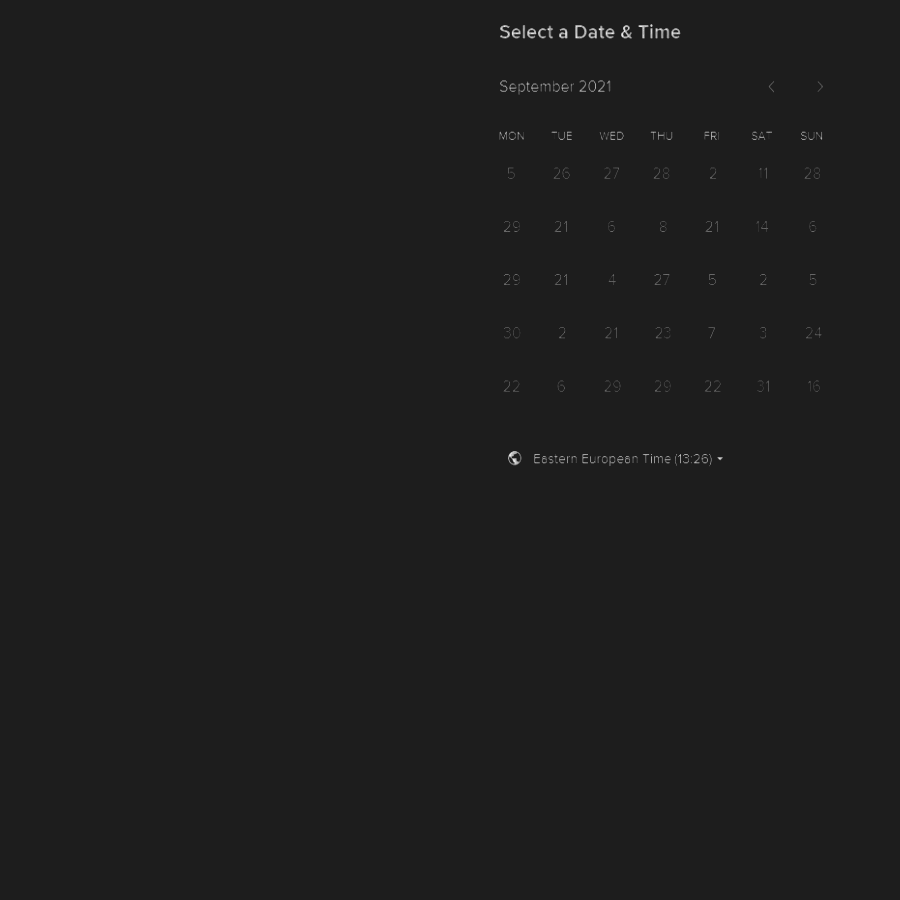 Select a Date & Time
September 2021
MON TUE WED THU FRI SAT SUN
5 26 27 28 2 11 28
29 21 6 8 21 14 6
29 21 4 27 5 2 5
30 2 21 23 7 3 24
22 6 29 29 22 31 16
Eastern European Time (13:26)